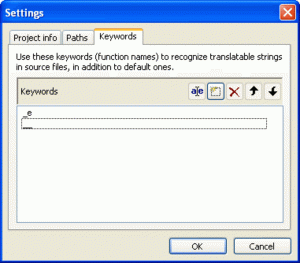 Settings
Project info Paths Keywords
Use these keywords (function names) to recognize translatable strings
in source files, in addition to default ones.
Keywords
_e
__
OK Cancel